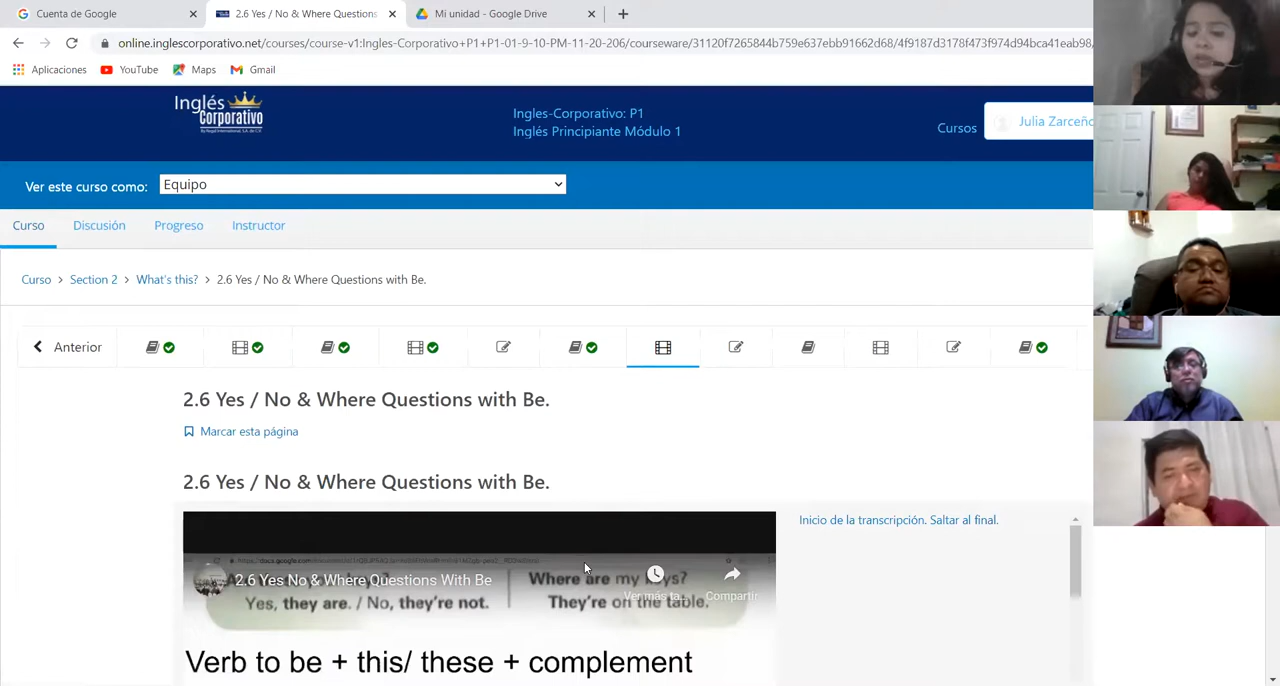 Cuenta de Google
2.6 Yes / No & Where Questions
Mi unidad - Google Drive
online.inglescorporativo.net/courses/course-v1:Ingles-Corporativo+P1+P1-01-9-10-PM-11-20-206/courseware/31120f7265844b759e637ebb91662d68/4f9187d3178f473f974d94bca41eab98/
Aplicaciones
YouTube
Maps
Gmail
Inglés
Corporativo
Ingles-Corporativo: P1
Inglés Principiante Módulo 1
Cursos
Julia Zarceño
Ver este curso como:
Equipo
Curso
Discusión
Progreso
Instructor
Curso > Section 2 > What's this? > 2.6 Yes / No & Where Questions with Be.
Anterior
2.6 Yes / No & Where Questions with Be.
Marcar esta página
2.6 Yes / No & Where Questions with Be.
Inicio de la transcripción. Saltar al final.
2.6 Yes No & Where Questions With Be
Where are my keys?
Ver más ta...
Compartir
Yes, they are. / No, they're not.
They're on the table.
Verb to be + this/ these + complement